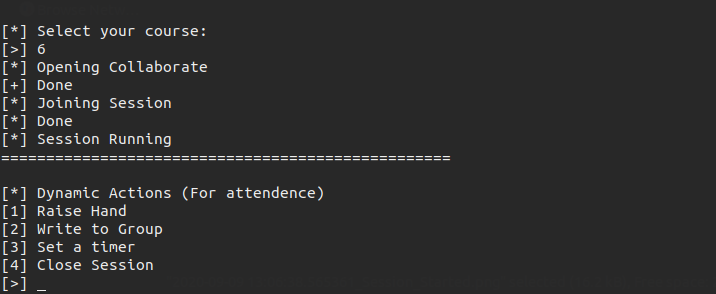 [*] Select your course:
[>] 6
[*] Opening Collaborate
[+] Done
[*] Joining Session
[*] Done
[*] Session Running
==================================================
[*] Dynamic Actions (For attendence)
[1] Raise Hand
[2] Write to Group
[3] Set a timer
[4] Close Session
[>] _